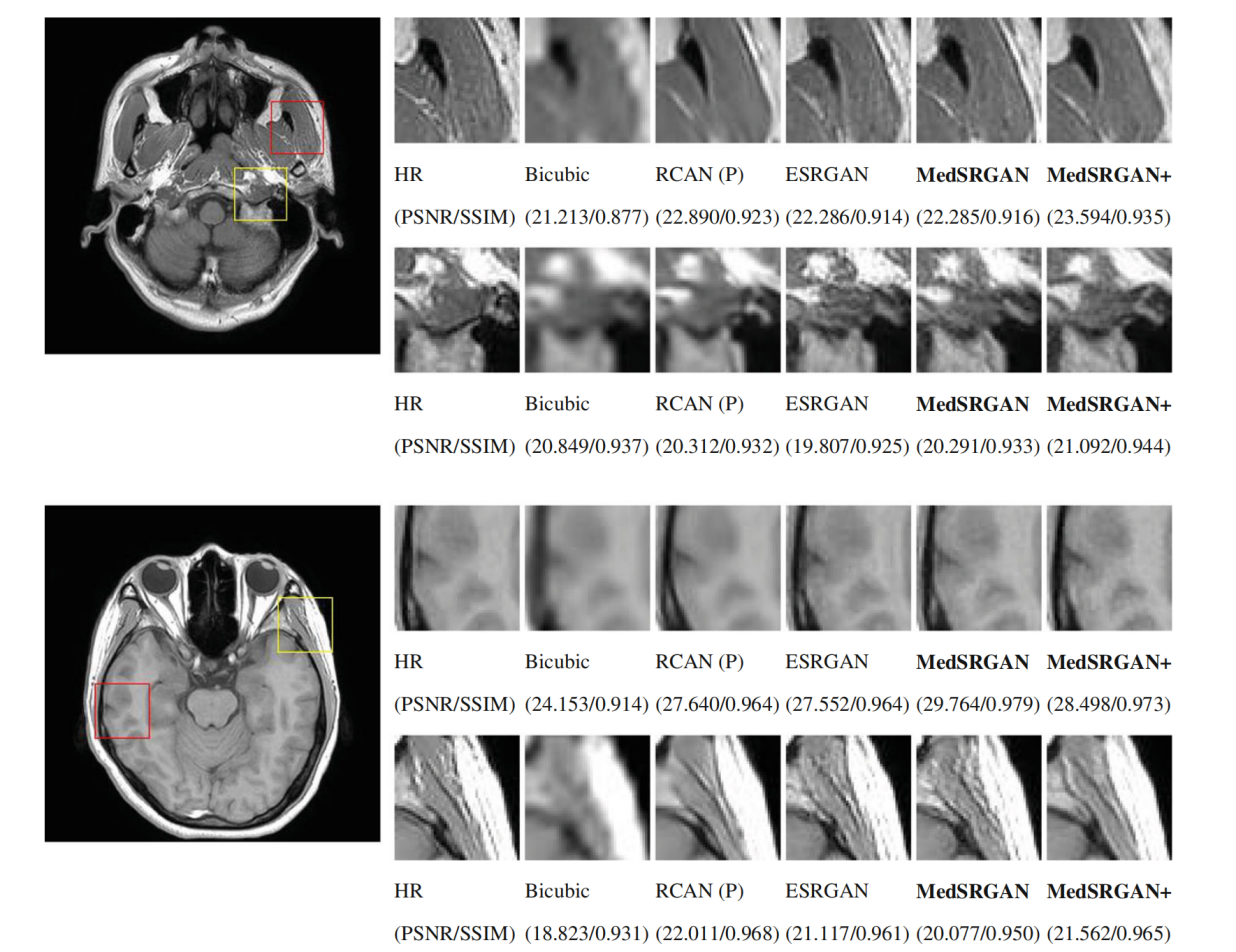 HR Bicubic RCAN (P) ESRGAN MedSRGAN MedSRGAN+
(PSNR/SSIM) (21.213/0.877) (22.890/0.923) (22.286/0.914) (22.285/0.916) (23.594/0.935)
HR Bicubic RCAN (P) ESRGAN MedSRGAN MedSRGAN+
(PSNR/SSIM) (20.849/0.937) (20.312/0.932) (19.807/0.925) (20.291/0.933) (21.092/0.944)
HR Bicubic RCAN (P) ESRGAN MedSRGAN MedSRGAN+
(PSNR/SSIM) (24.153/0.914) (27.640/0.964) (27.552/0.964) (29.764/0.979) (28.498/0.973)
HR Bicubic RCAN (P) ESRGAN MedSRGAN MedSRGAN+
(PSNR/SSIM) (18.823/0.931) (22.011/0.968) (21.117/0.961) (20.077/0.950) (21.562/0.965)